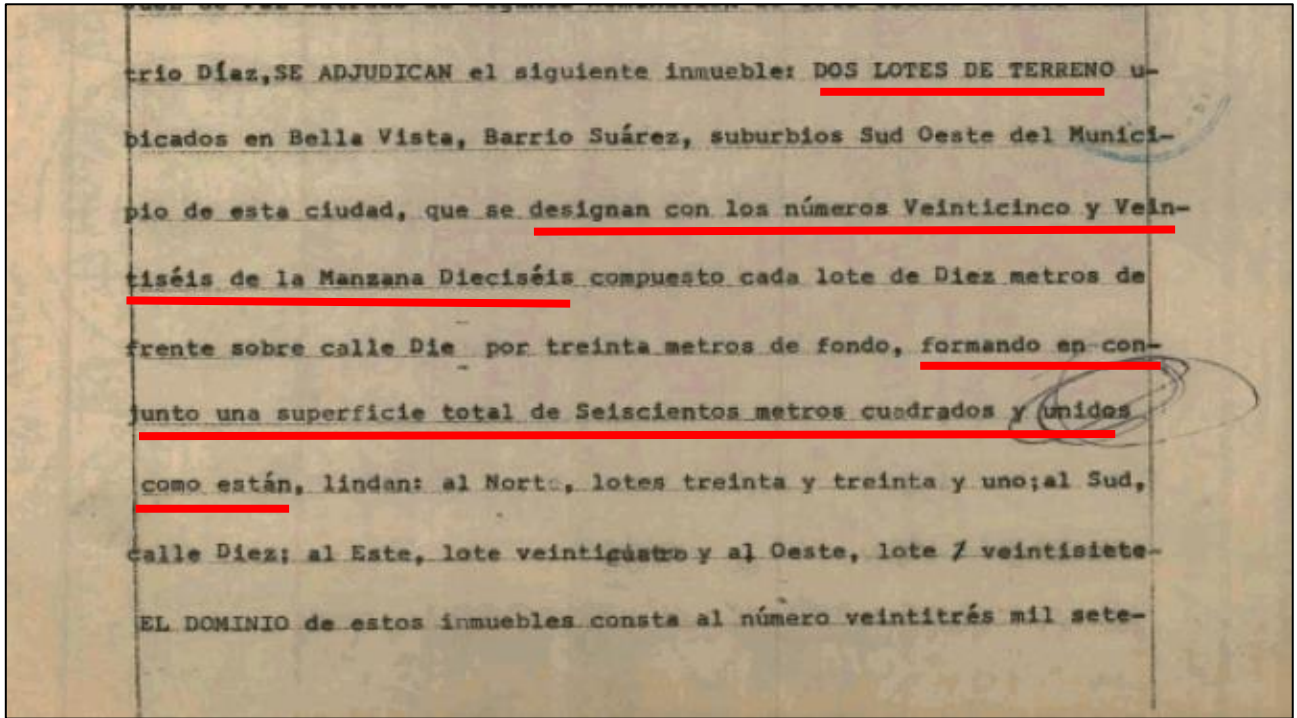 trio Díaz,SE ADJUDICAN el siguiente inmueble: DOS LOTES DE TERRENO u-
bicados en Bella Vista, Barrio Suárez, suburbios Sud Oeste del Munici-
pio de esta ciudad, que se designan con los números Veinticinco y Vein-
tiséis de la Manzana Dieciséis compuesto cada lote de Diez metros de
frente sobre calle Die por treinta metros de fondo, formando en con-
junto una superficie total de Seiscientos metros cuadrados y unidos
como están, lindan: al Norte, lotes treinta y treinta y uno;al Sud,
calle Diez; al Este, lote veinticuatro y al Oeste, lote / veintisiete-
EL DOMINIO de estos inmuebles consta al número veintitrés mil sete-